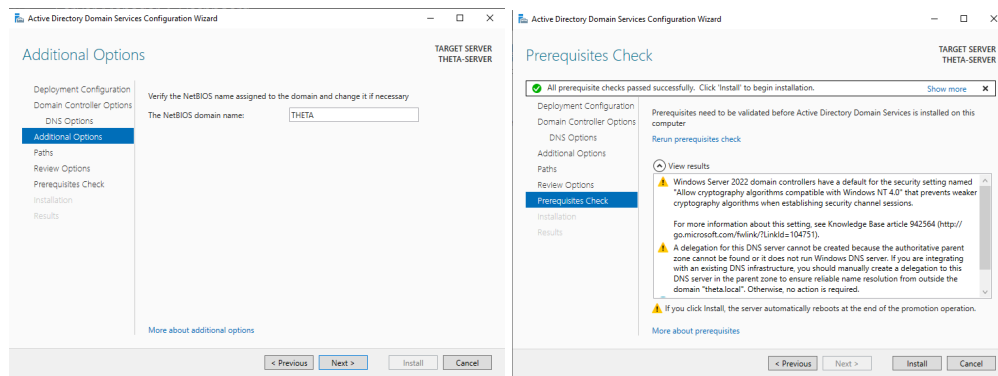 Active Directory Domain Services Configuration Wizard
Additional Options
TARGET SERVER
THETA-SERVER
Deployment Configuration
Domain Controller Options
DNS Options
Additional Options
Paths
Review Options
Prerequisites Check
Installation
Results
Verify the NetBIOS name assigned to the domain and change it if necessary
The NetBIOS domain name:
THETA
More about additional options
< Previous
Next >
Install
Cancel
Active Directory Domain Services Configuration Wizard
Prerequisites Check
TARGET SERVER
THETA-SERVER
All prerequisite checks passed successfully. Click 'Install' to begin installation.
Show more
Deployment Configuration
Domain Controller Options
DNS Options
Additional Options
Paths
Review Options
Prerequisites Check
Installation
Results
Prerequisites need to be validated before Active Directory Domain Services is installed on this
computer
Rerun prerequisites check
View results
Windows Server 2022 domain controllers have a default for the security setting named
"Allow cryptography algorithms compatible with Windows NT 4.0" that prevents weaker
cryptography algorithms when establishing security channel sessions.
For more information about this setting, see Knowledge Base article 942564 (http://
go.microsoft.com/fwlink/?LinkId=104751).
A delegation for this DNS server cannot be created because the authoritative parent
zone cannot be found or it does not run Windows DNS server. If you are integrating
with an existing DNS infrastructure, you should manually create a delegation to this
DNS server in the parent zone to ensure reliable name resolution from outside the
domain "theta.local". Otherwise, no action is required.
If you click Install, the server automatically reboots at the end of the promotion operation.
More about prerequisites
< Previous
Next >
Install
Cancel